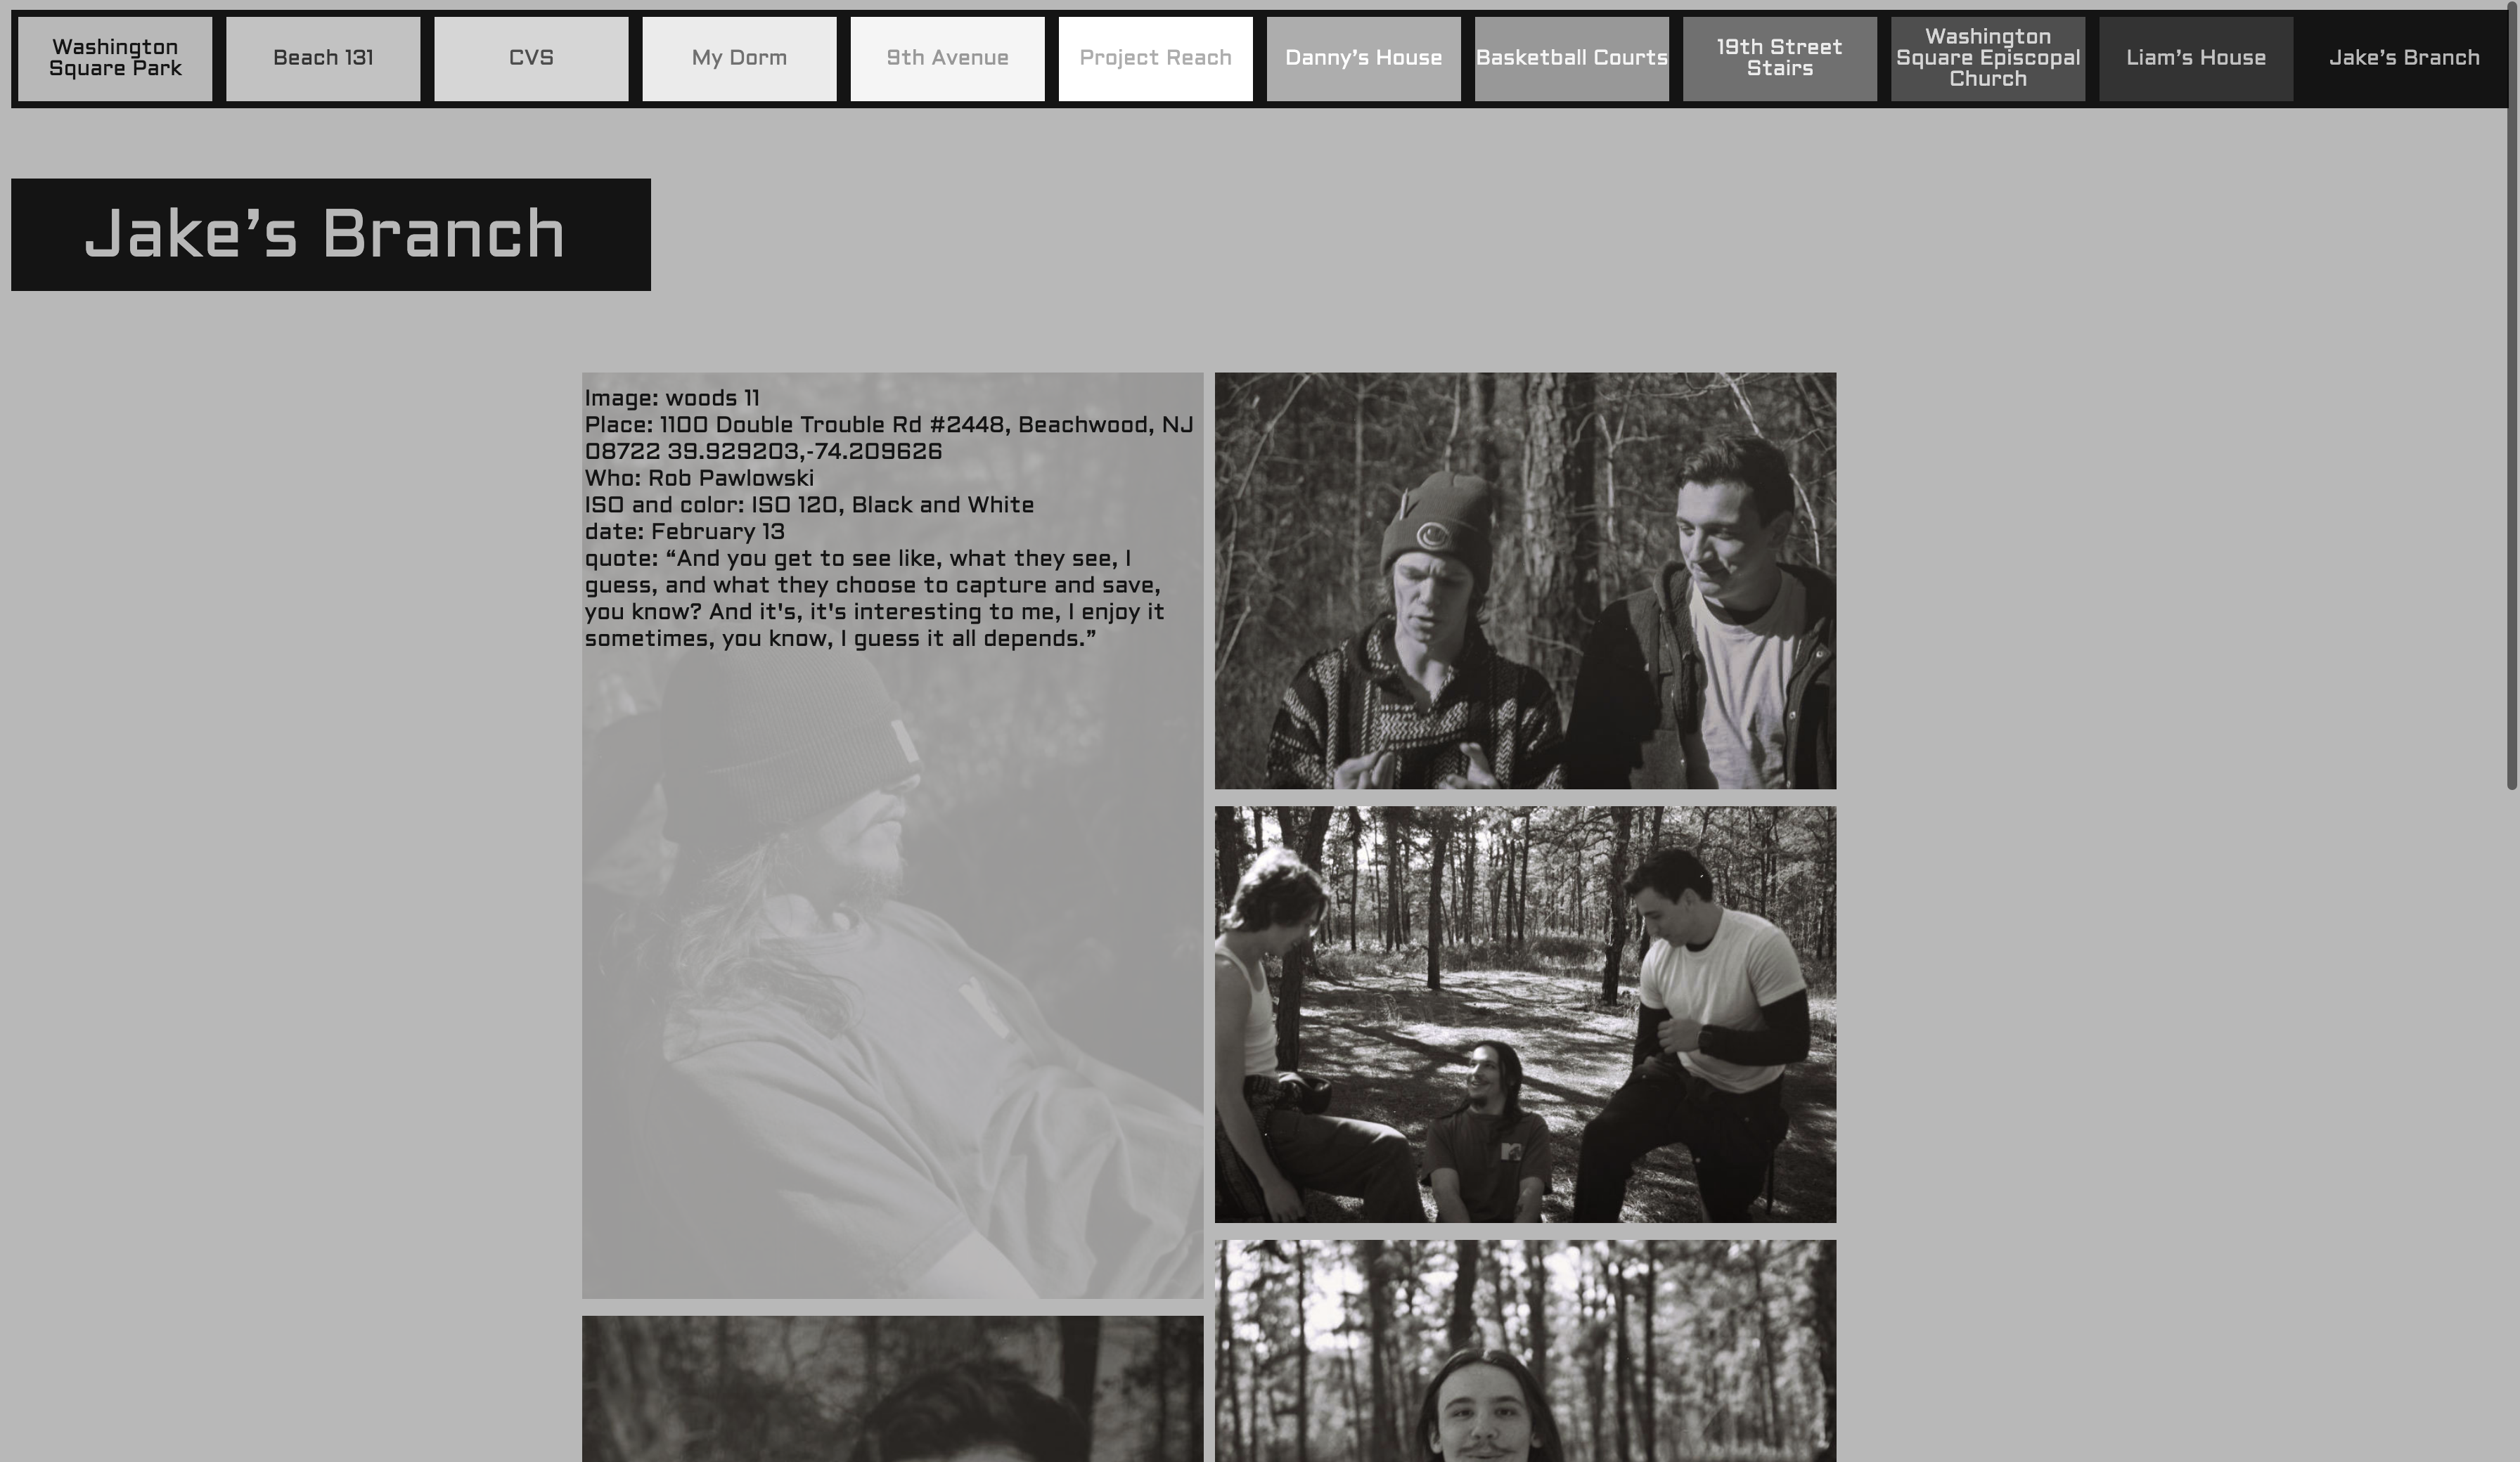 Washington
Square Park
Beach 131
CVS
My Dorm
9th Avenue
Project Reach
Danny’s House
Basketball Courts
19th Street
Stairs
Washington
Square Episcopal
Church
Liam’s House
Jake’s Branch
Jake’s Branch
Image: woods 11
Place: 1100 Double Trouble Rd #2448, Beachwood, NJ
08722 39.929203,-74.209626
Who: Rob Pawlowski
ISO and color: ISO 120, Black and White
date: February 13
quote: “And you get to see like, what they see, I
guess, and what they choose to capture and save,
you know? And it's, it's interesting to me, I enjoy it
sometimes, you know, I guess it all depends.”